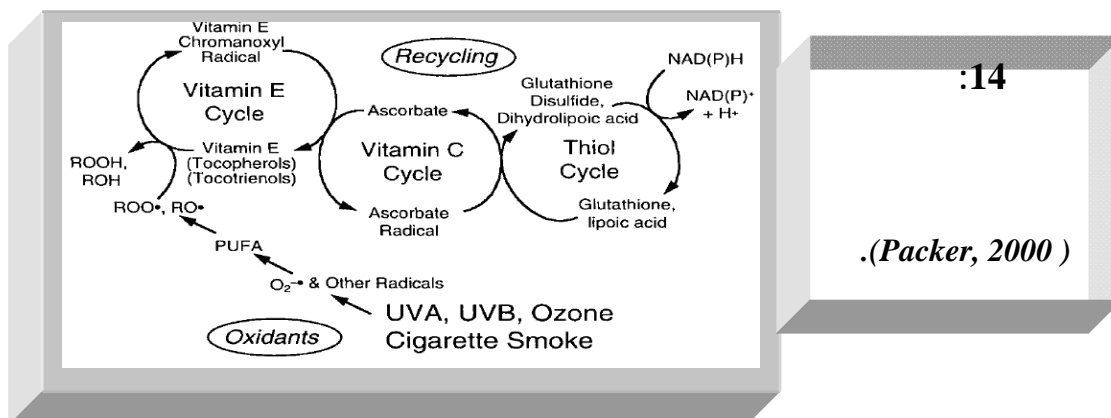 Vitamin E
Chromanoxyl
Radical
Recycling
Vitamin E
Cycle
Ascorbate
Glutathione
Disulfide,
Dihydrolipoic acid
NAD(P)H
NAD(P)⁺
+ H⁺
ROOH,
ROH
Vitamin E
(Tocopherols)
(Tocotrienols)
Vitamin C
Cycle
Thiol
Cycle
ROO•, RO•
Ascorbate
Radical
Glutathione,
lipoic acid
PUFA
O₂⁻• & Other Radicals
UVA, UVB, Ozone
Cigarette Smoke
Oxidants
:14
.(Packer, 2000 )